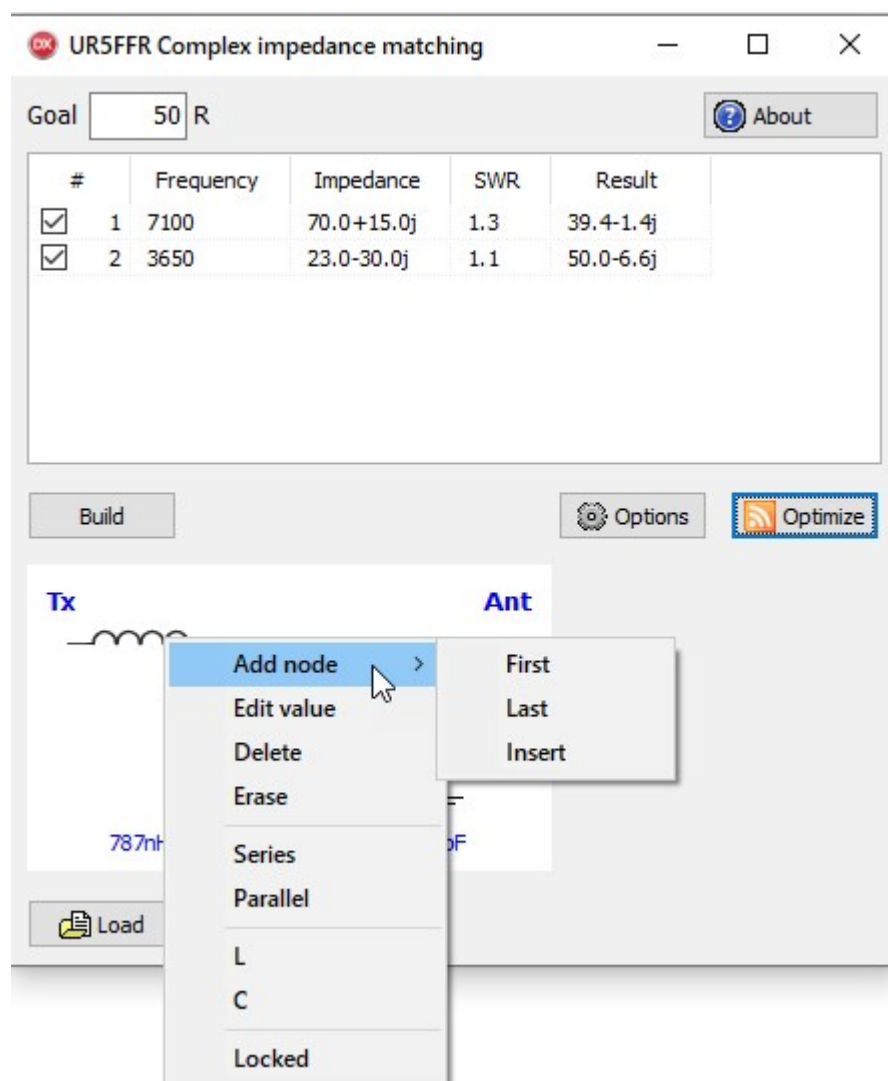 UR5FFR Complex impedance matching
Goal 50 R About
# Frequency Impedance SWR Result
1 7100 70.0+15.0j 1.3 39.4-1.4j
2 3650 23.0-30.0j 1.1 50.0-6.6j
Build Options Optimize
Tx Ant
Add node > First
Edit value Last
Delete Insert
Erase
787nH
Series
Parallel
Load
L
C
Locked